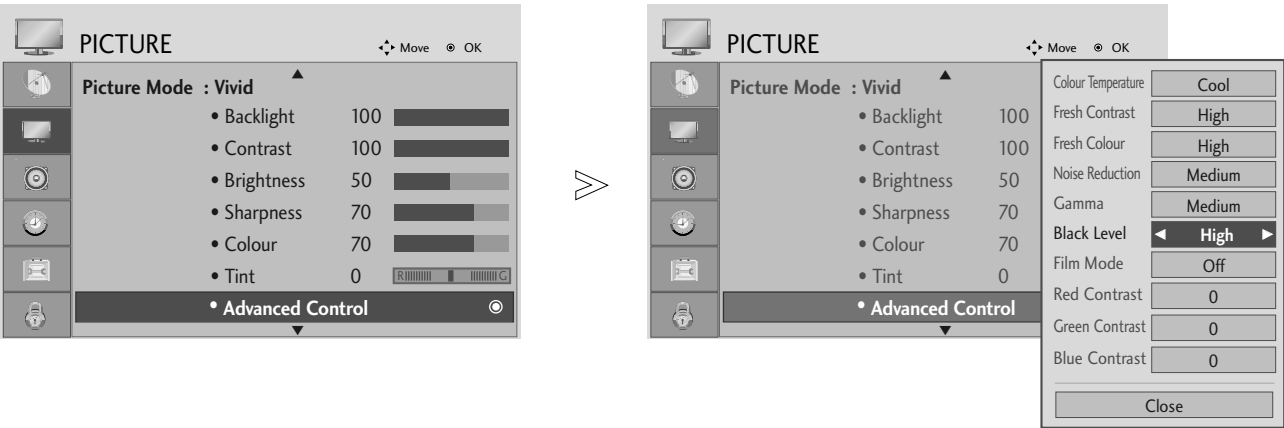 PICTURE
Move OK
Picture Mode : Vivid
• Backlight 100
• Contrast 100
• Brightness 50
• Sharpness 70
• Colour 70
• Tint 0 R G
• Advanced Control
PICTURE
Move OK
Picture Mode : Vivid
• Backlight 100
• Contrast 100
• Brightness 50
• Sharpness 70
• Colour 70
• Tint 0
• Advanced Control
Colour Temperature Cool
Fresh Contrast High
Fresh Colour High
Noise Reduction Medium
Gamma Medium
Black Level High
Film Mode Off
Red Contrast 0
Green Contrast 0
Blue Contrast 0
Close